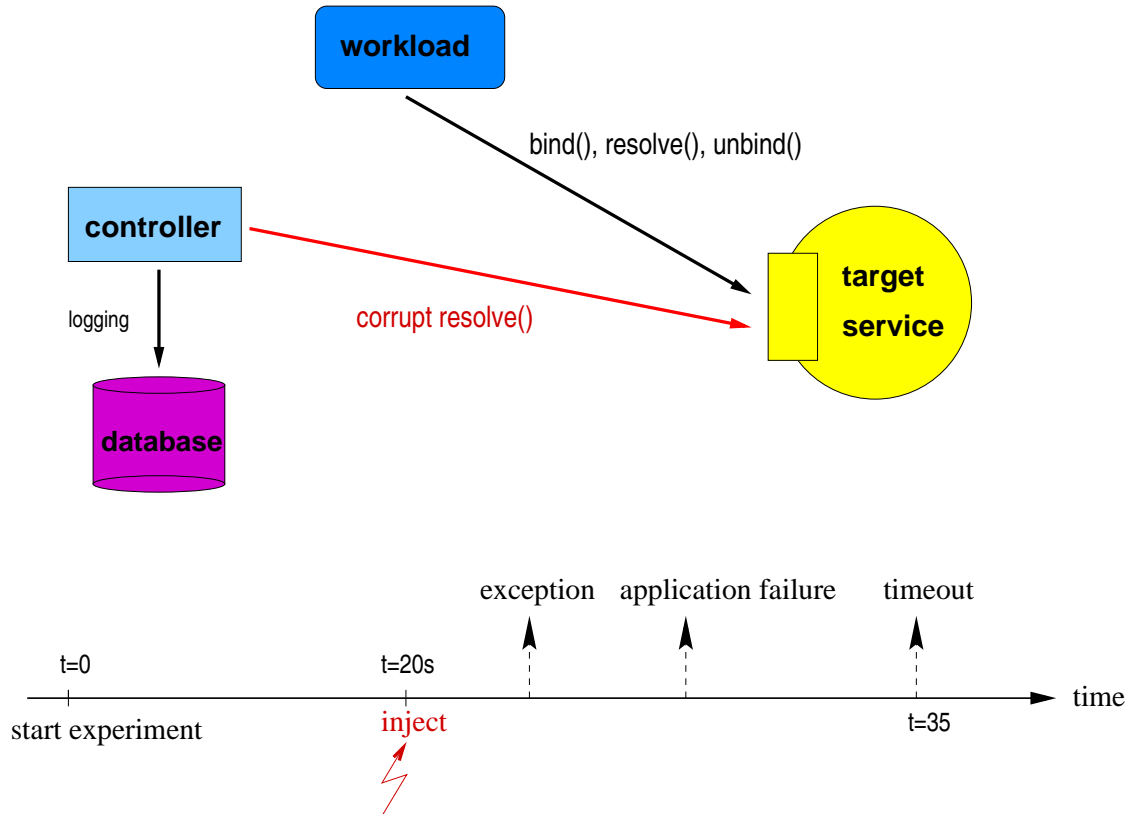 workload
bind(), resolve(), unbind()
controller
target
service
logging
corrupt resolve()
database
exception
application failure
timeout
t=0
t=20s
time
start experiment
inject
t=35